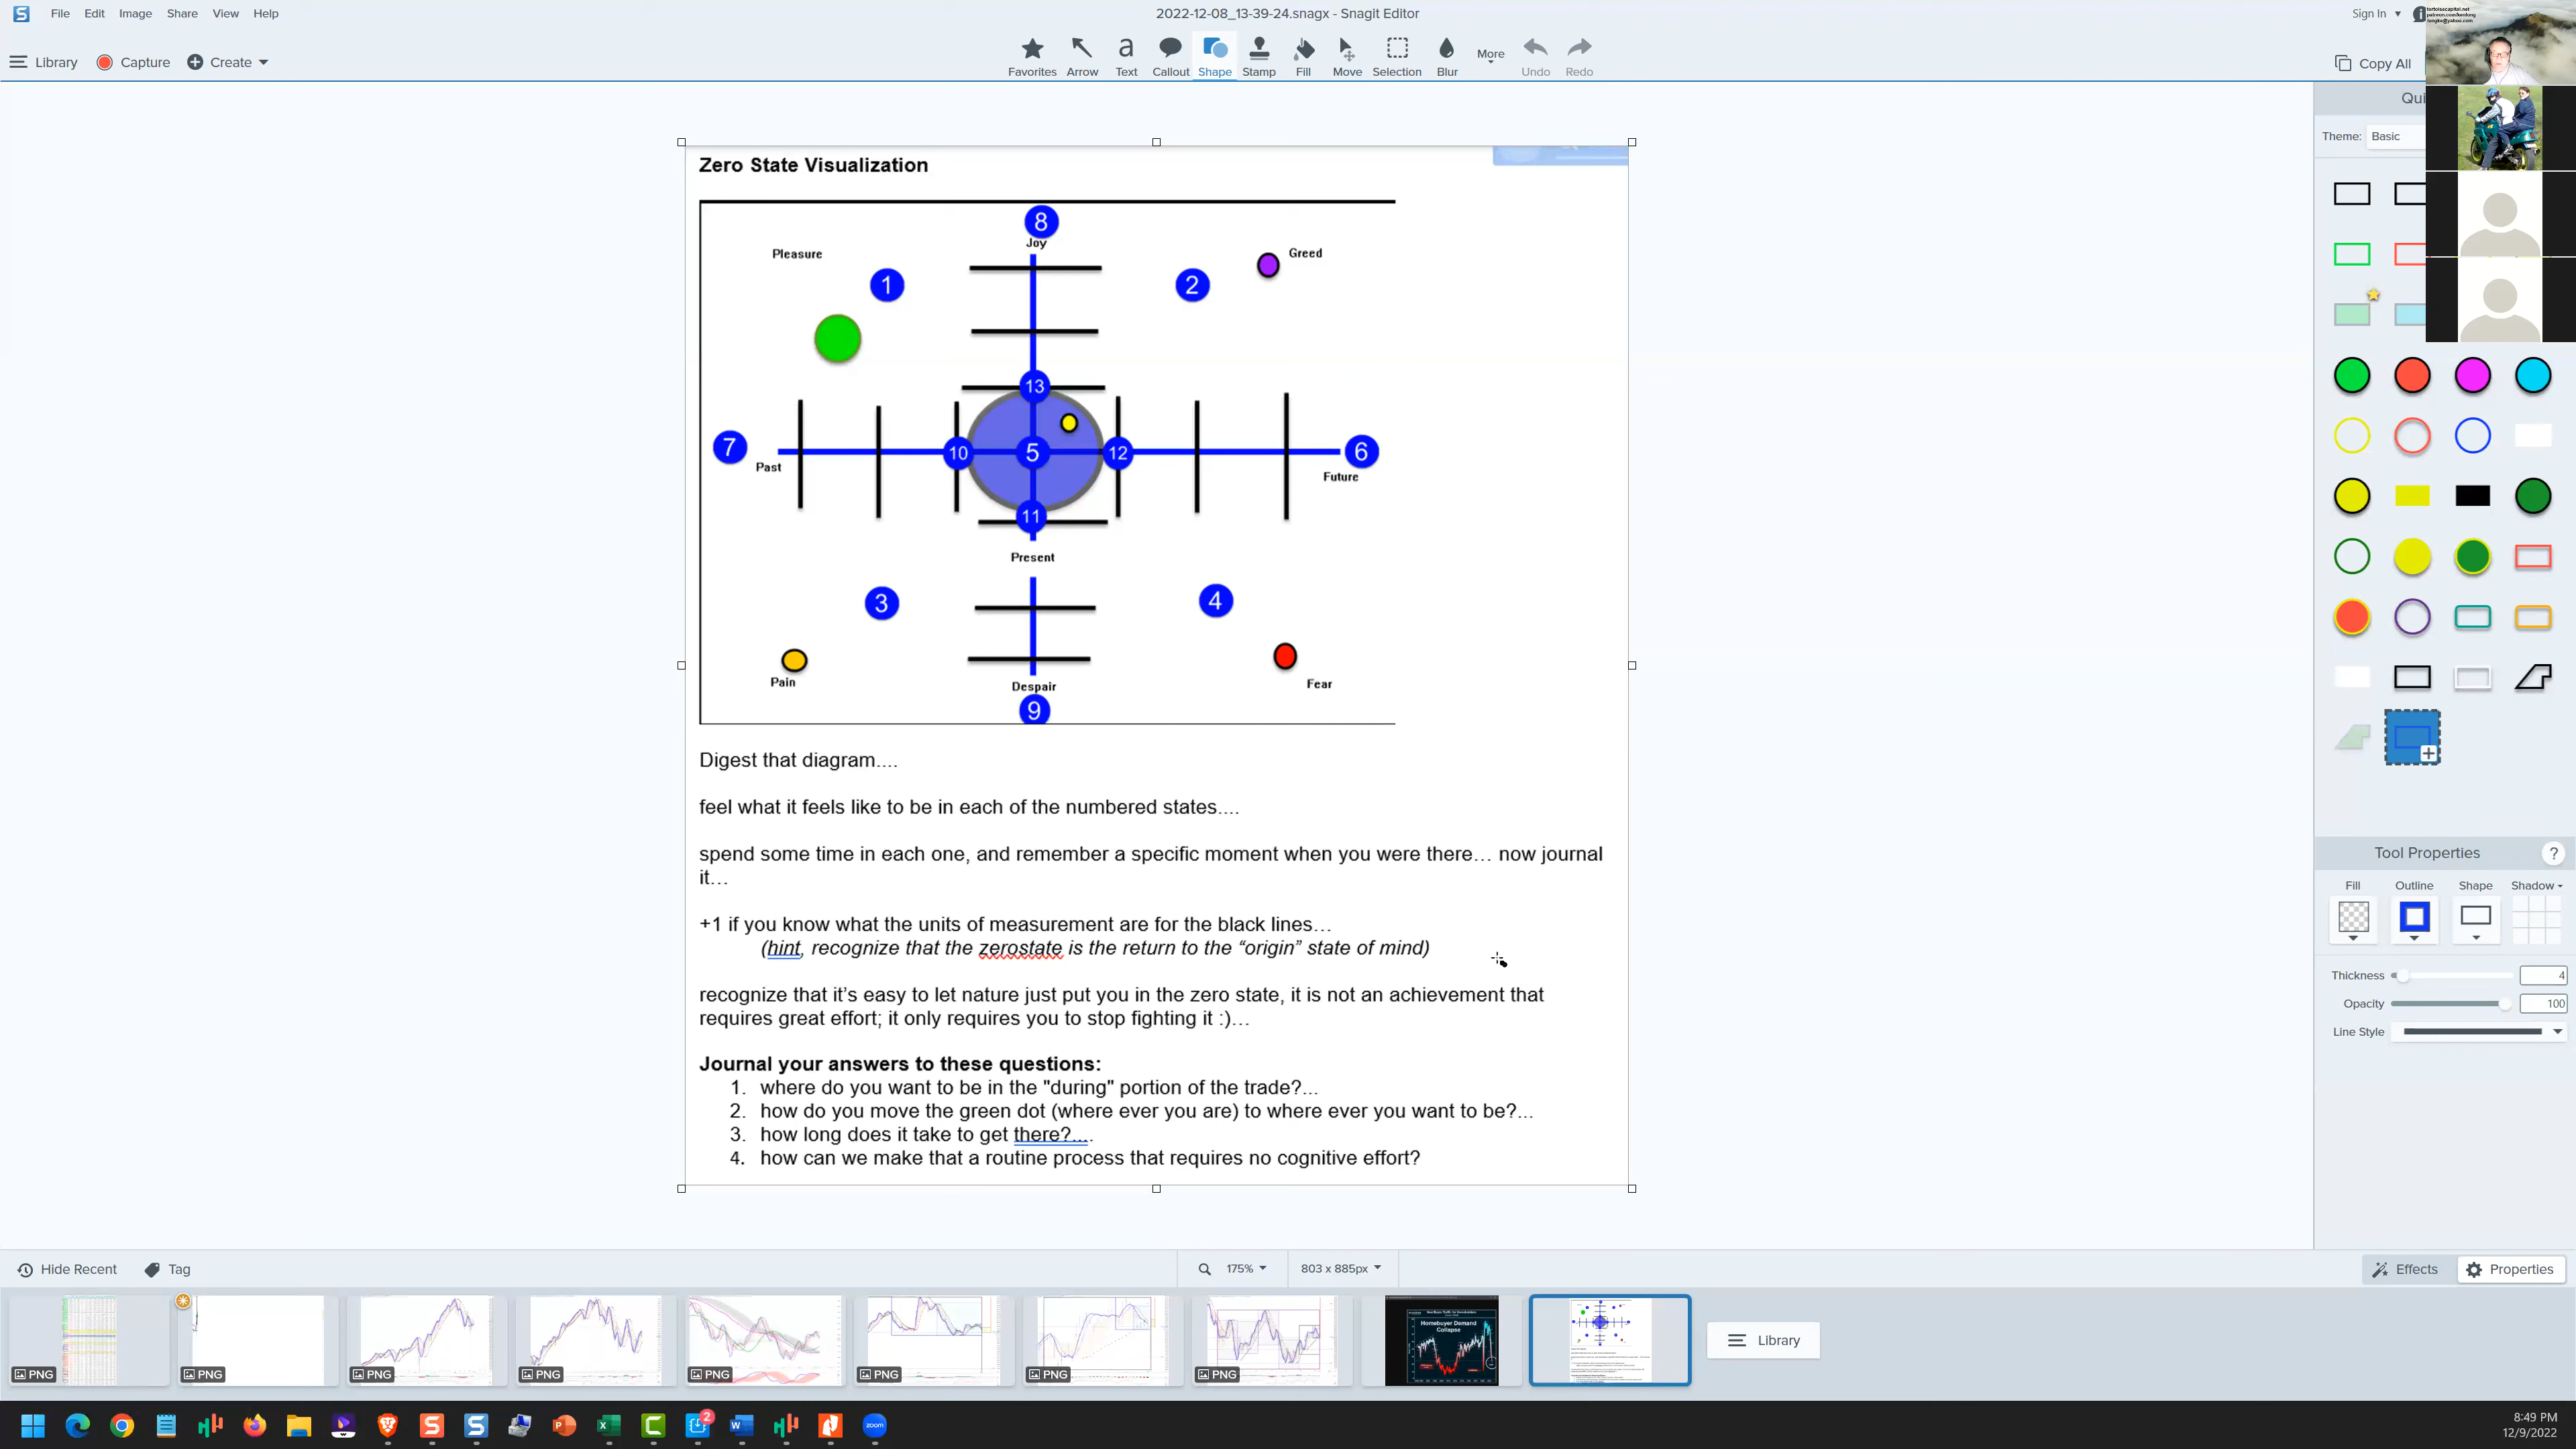 2022-12-08_13-39-24.snagx - Snagit Editor
File Edit Image Share View Help
Sign In
tortoisecapital.net
Library Capture Create
Favorites Arrow Text Callout Shape Stamp Fill Move Selection Blur More Undo Redo
Copy All
Theme: Basic
Zero State Visualization
8
Joy
Pleasure
Greed
1
2
13
7
10
5
12
6
Past
Future
11
Present
3
4
Pain
Despair
Fear
9
Digest that diagram....
feel what it feels like to be in each of the numbered states....
spend some time in each one, and remember a specific moment when you were there... now journal
it...
+1 if you know what the units of measurement are for the black lines...
(hint, recognize that the zerostate is the return to the “origin” state of mind)
recognize that it’s easy to let nature just put you in the zero state, it is not an achievement that
requires great effort; it only requires you to stop fighting it :)...
Journal your answers to these questions:
1. where do you want to be in the "during" portion of the trade?...
2. how do you move the green dot (where ever you are) to where ever you want to be?...
3. how long does it take to get there?....
4. how can we make that a routine process that requires no cognitive effort?
Tool Properties ?
Fill Outline Shape Shadow
Thickness 4
Opacity 100
Line Style
Hide Recent Tag
175%
803 x 885px
Effects Properties
PNG PNG PNG PNG PNG PNG PNG PNG
Homebuyer Demand
Collapse
Library
2
zoom
8:49 PM
12/9/2022